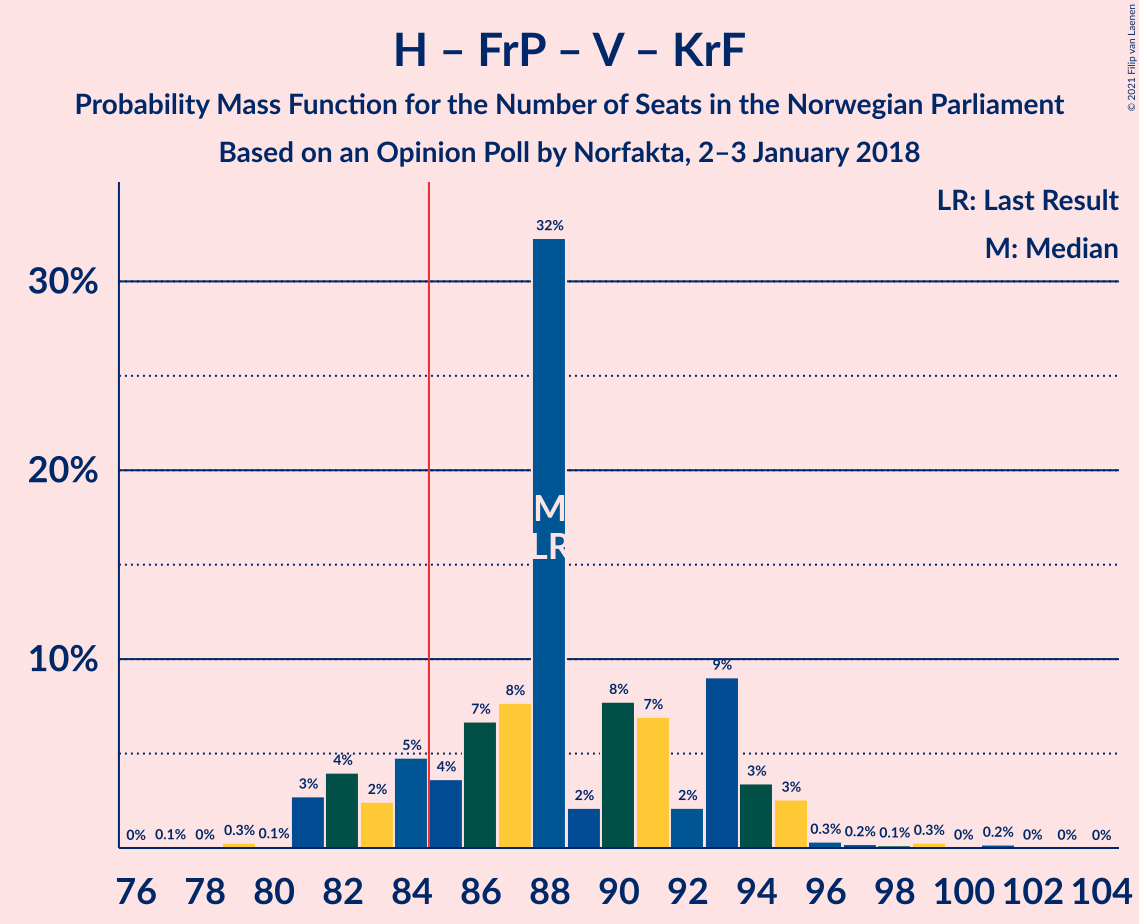 H – FrP – V – KrF
Probability Mass Function for the Number of Seats in the Norwegian Parliament
Based on an Opinion Poll by Norfakta, 2–3 January 2018
© 2021 Filip van Laenen
LR: Last Result
M: Median
30%
20%
10%
0% 0.1% 0% 0.3% 0.1% 3% 4% 2% 5% 4% 7% 8% 32% 2% 8% 7% 2% 9% 3% 3% 0.3% 0.2% 0.1% 0.3% 0% 0.2% 0% 0% 0%
M
LR
76 78 80 82 84 86 88 90 92 94 96 98 100 102 104